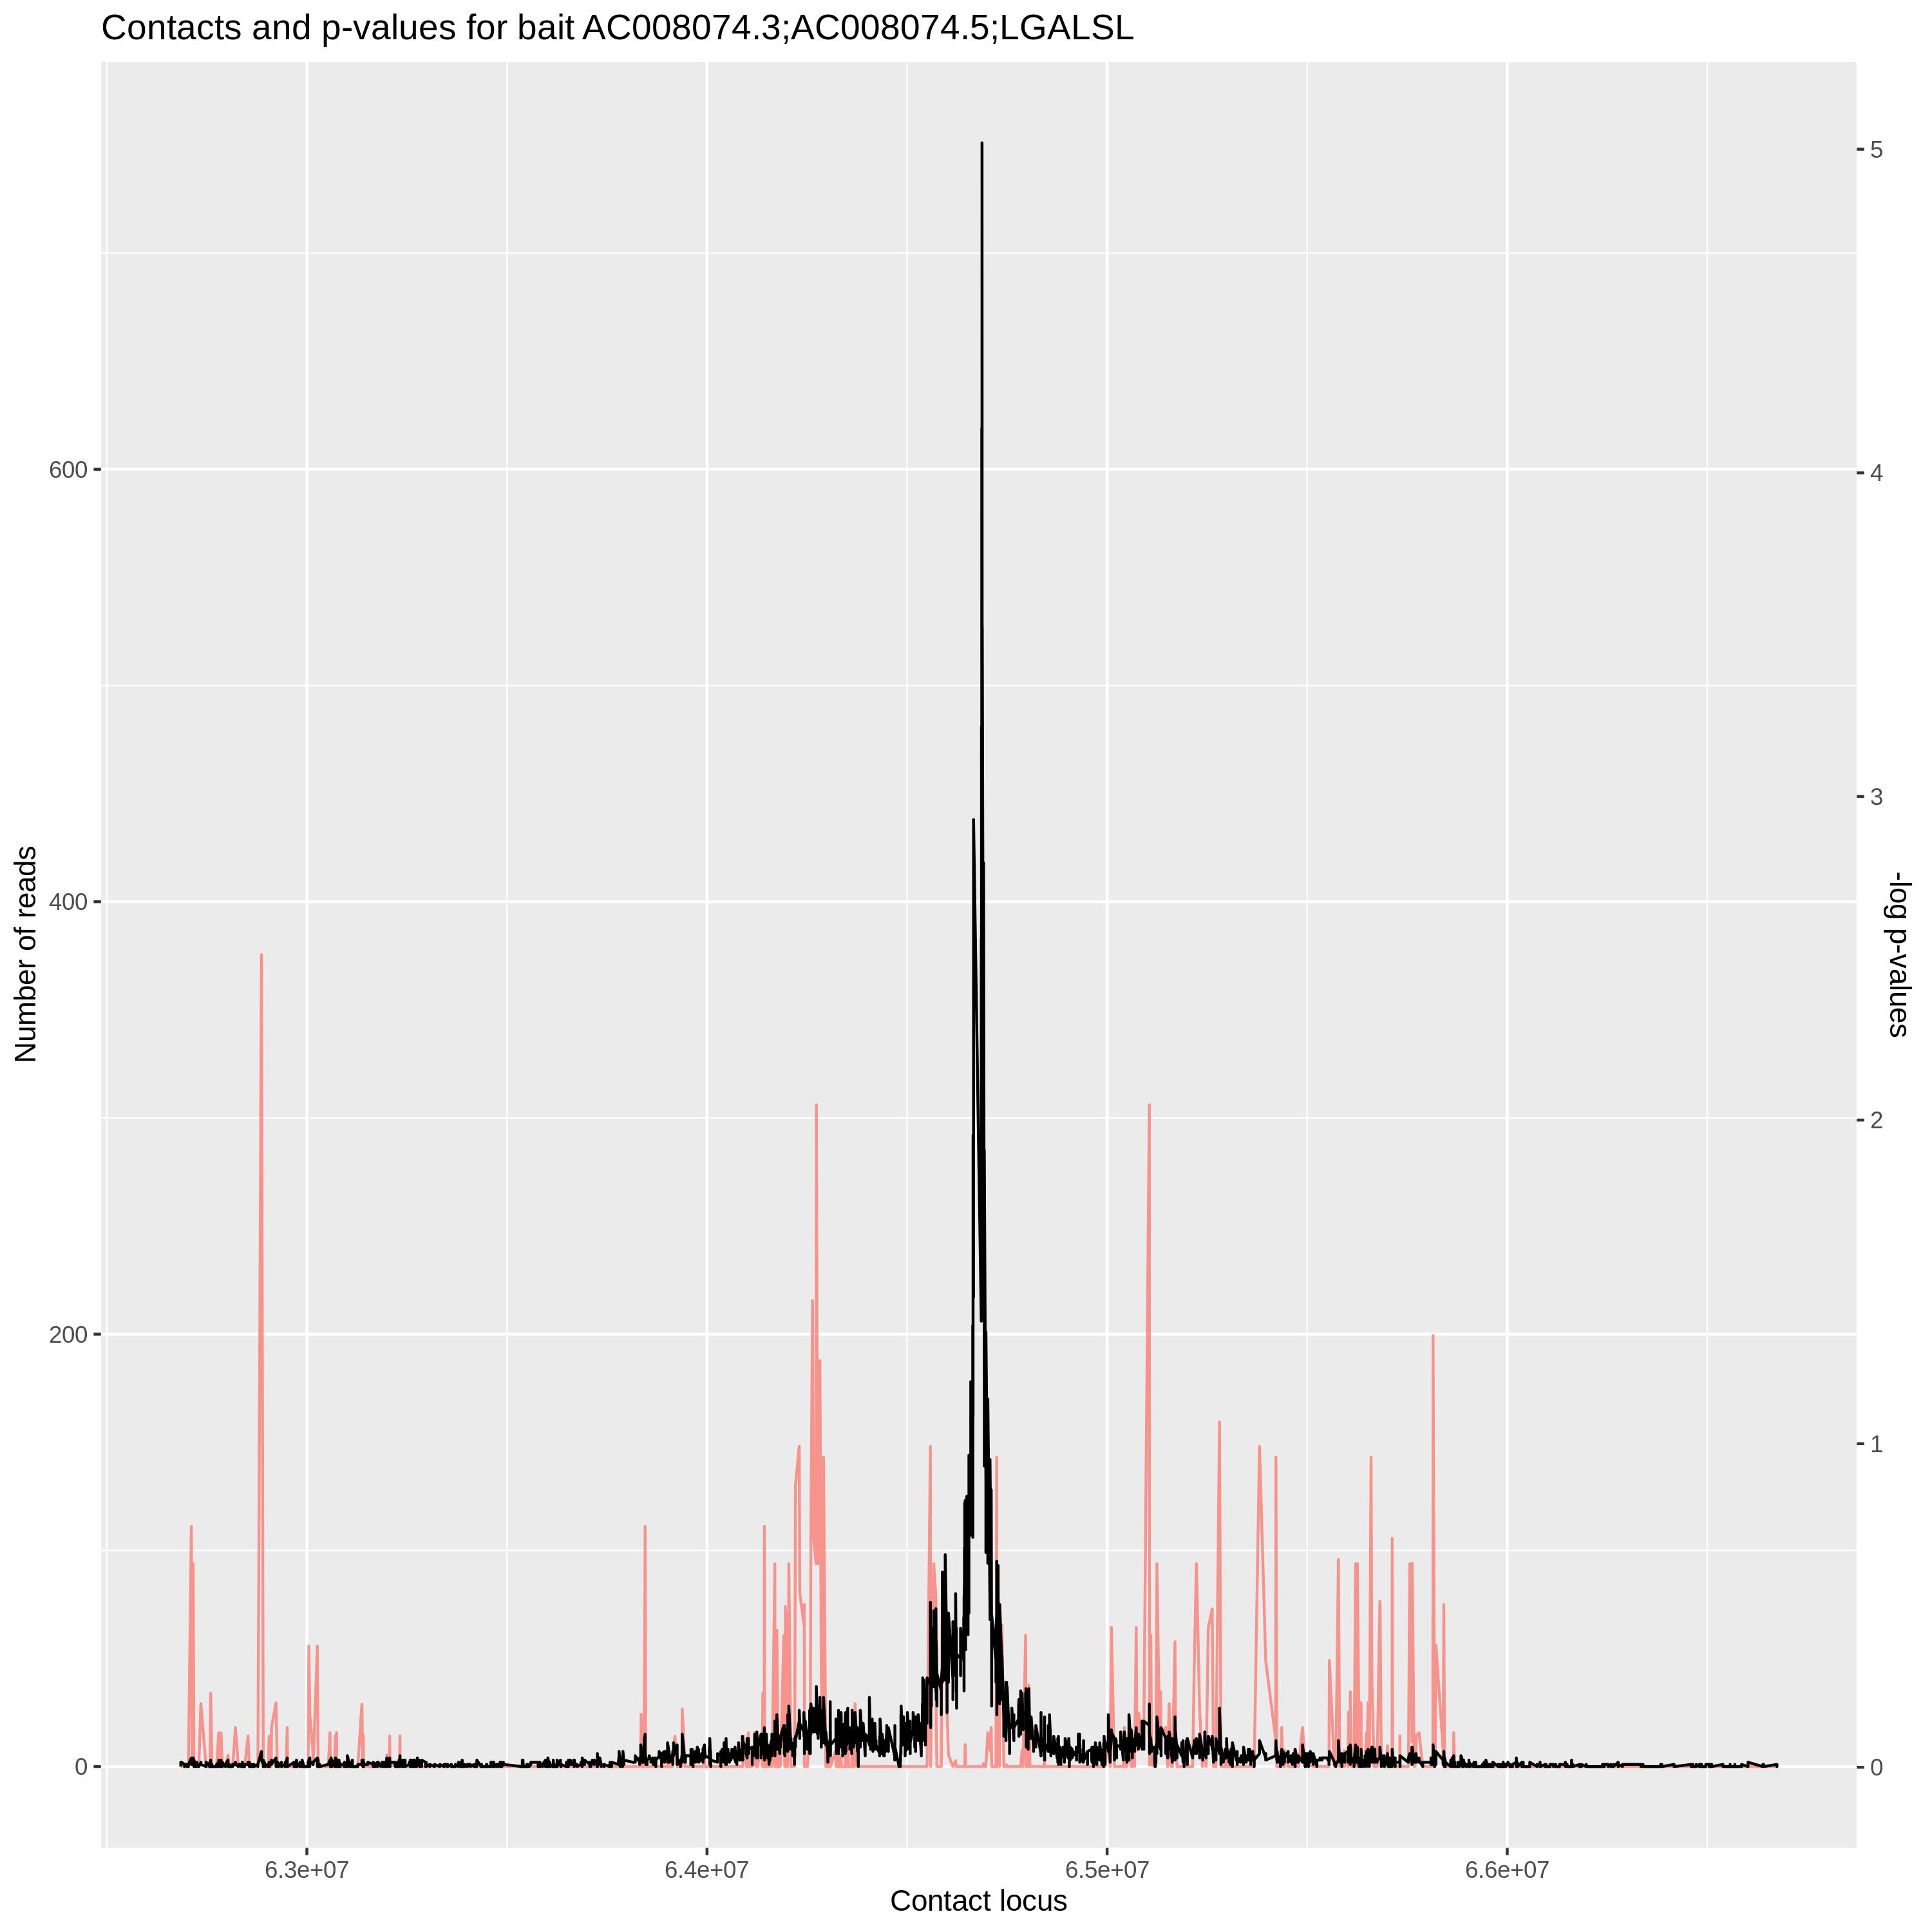 Contacts and p-values for bait AC008074.3;AC008074.5;LGALSL
Number of reads
600
400
200
0
5
4
3
2
1
0
-log p-values
6.3e+07
6.4e+07
6.5e+07
6.6e+07
Contact locus